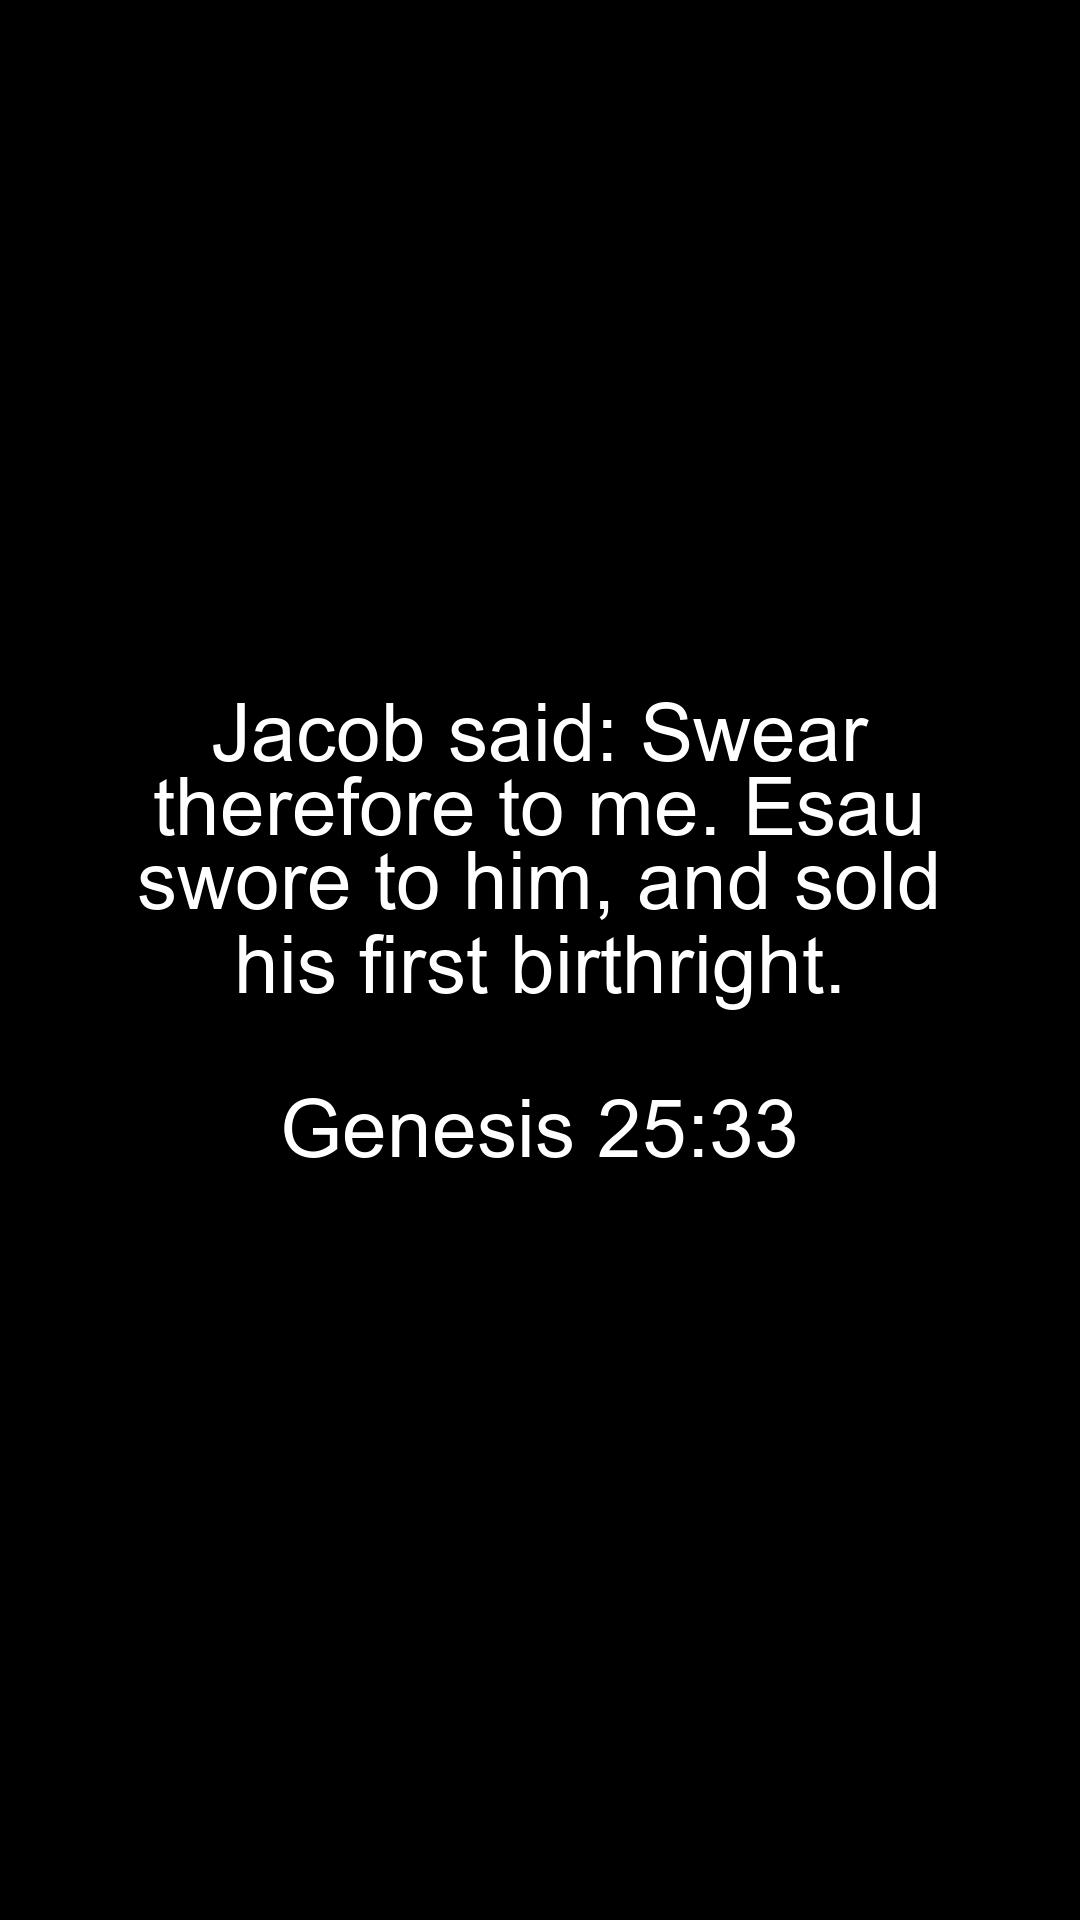 Jacob said: Swear
therefore to me. Esau
swore to him, and sold
his first birthright.
Genesis 25:33